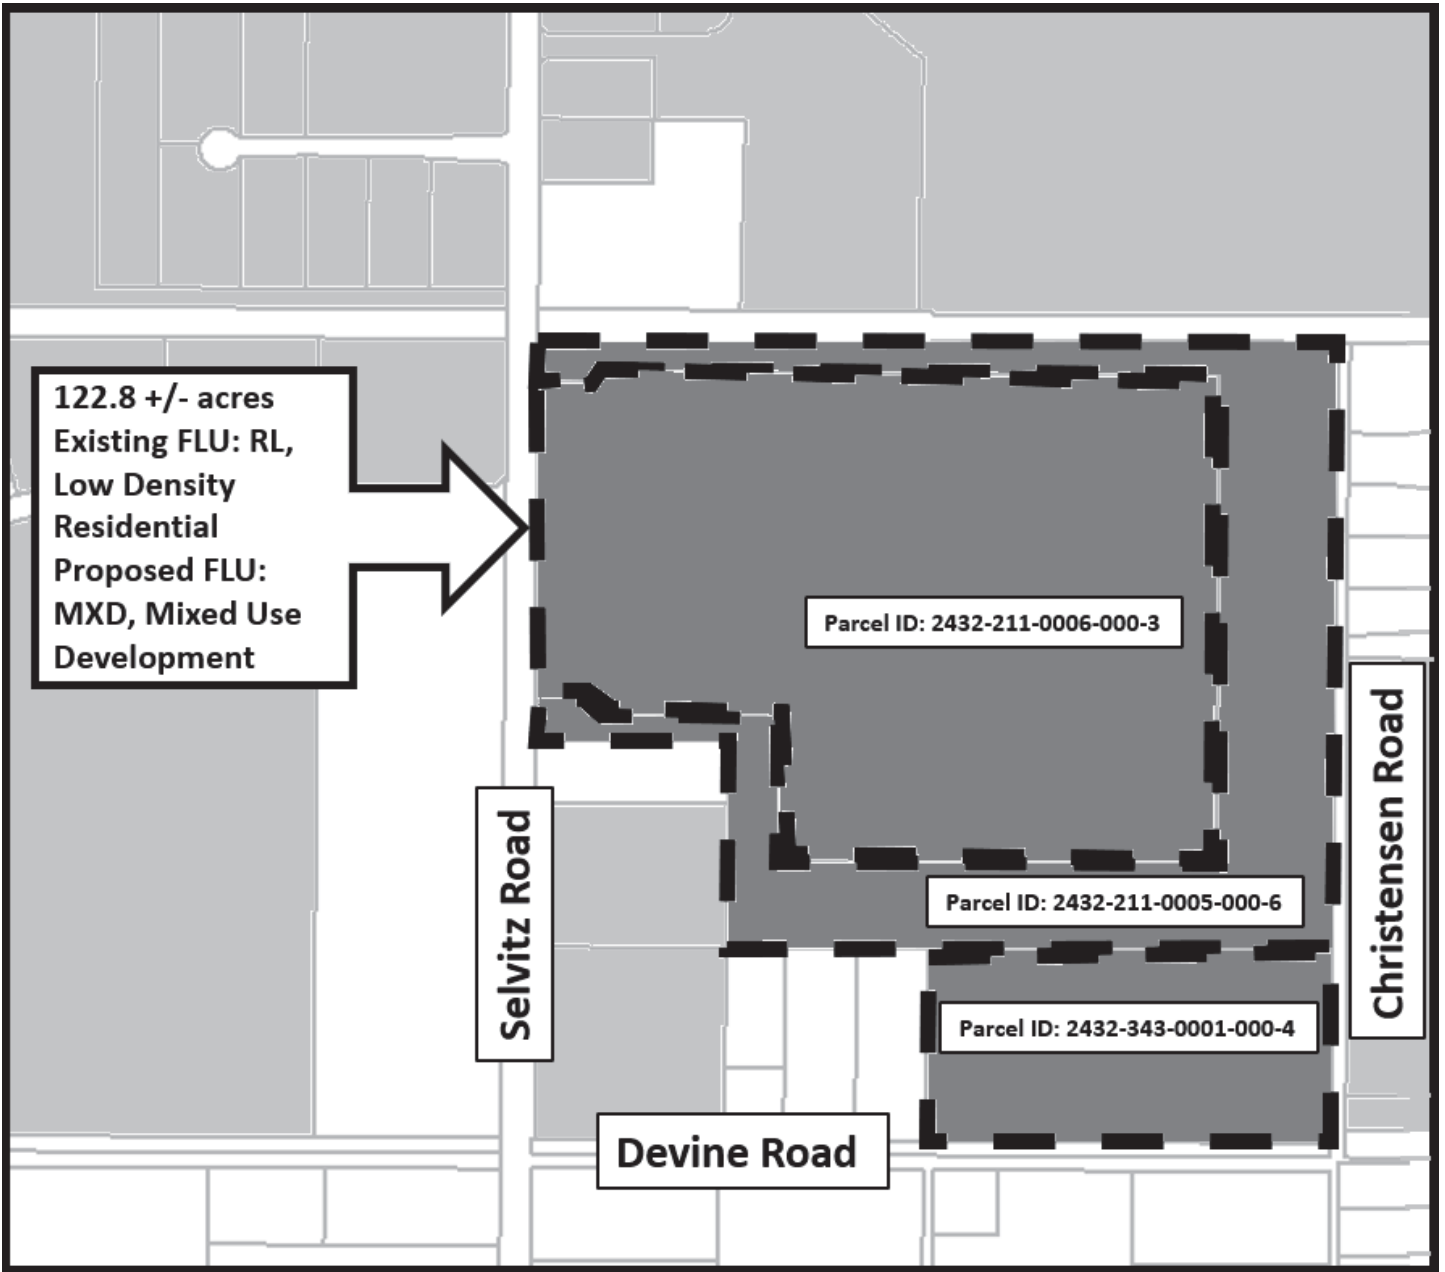 122.8 +/- acres
Existing FLU: RL,
Low Density
Residential
Proposed FLU:
MXD, Mixed Use
Development
Parcel ID: 2432-211-0006-000-3
Parcel ID: 2432-211-0005-000-6
Parcel ID: 2432-343-0001-000-4
Selvitz Road
Christensen Road
Devine Road